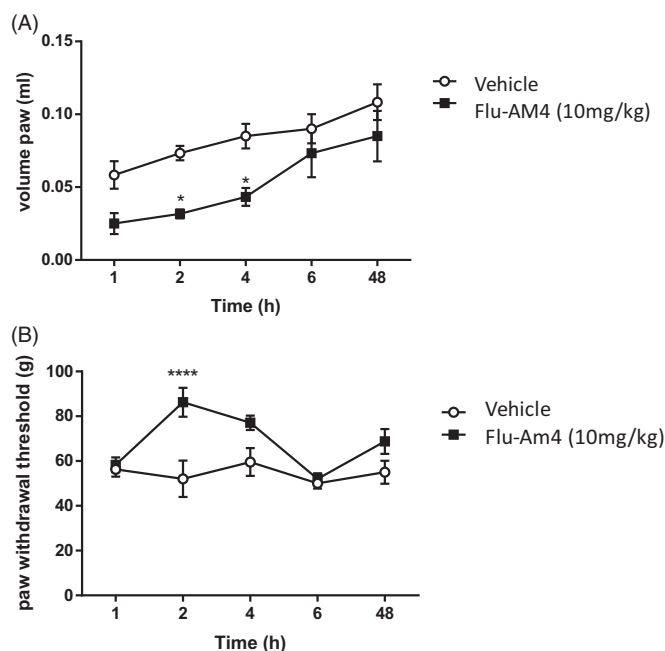 (A)
0.15
0.10
0.05
0.00
volume paw (ml)
*
*
1 2 4 6 48
Time (h)
Vehicle
Flu-AM4 (10mg/kg)
(B)
100
80
60
40
20
0
paw withdrawal threshold (g)
****
1 2 4 6 48
Time (h)
Vehicle
Flu-Am4 (10mg/kg)